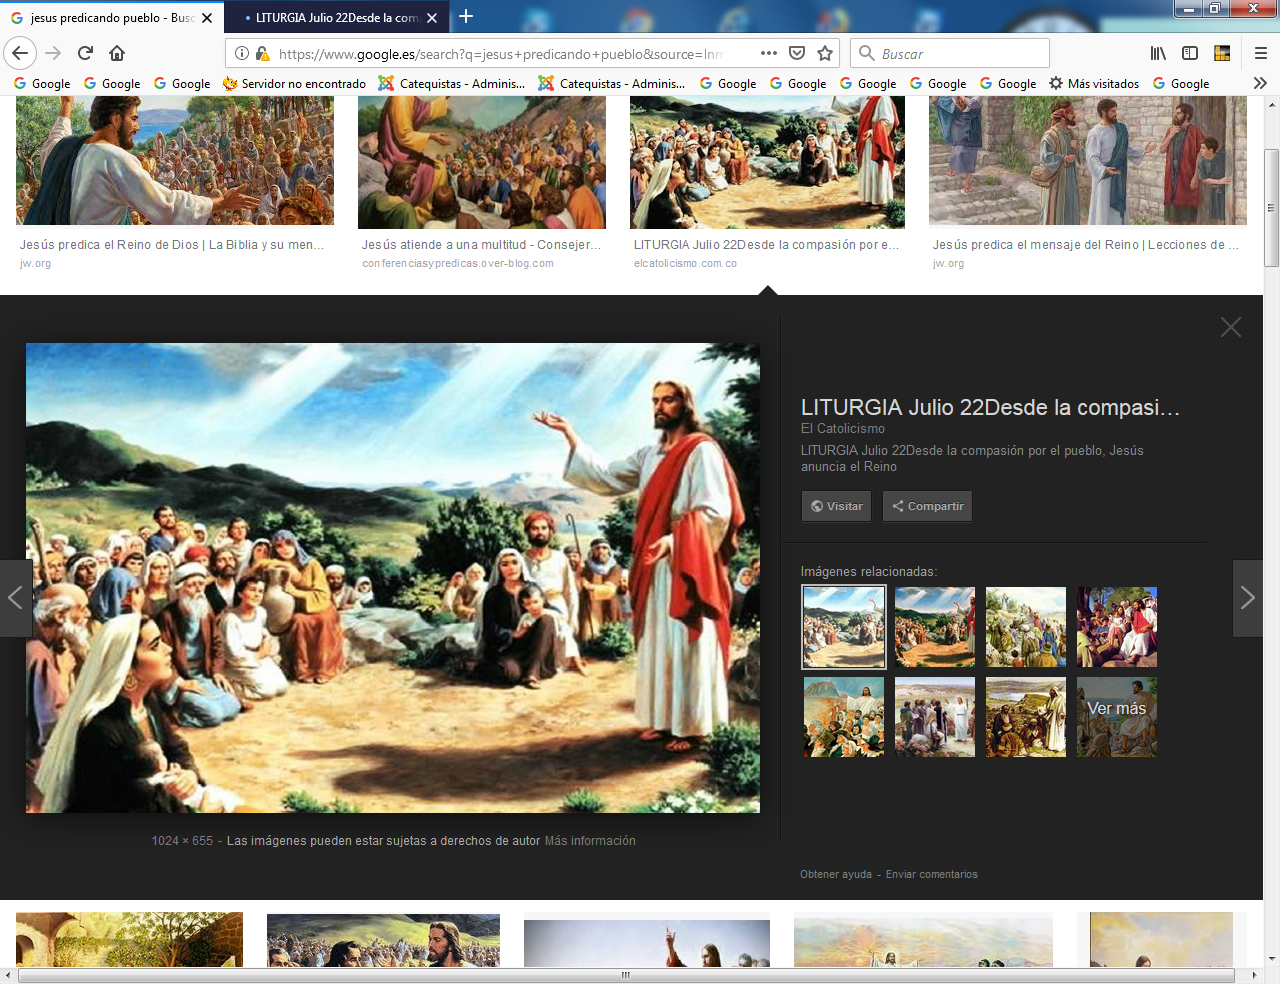 jesus predicando pueblo - Busc
LITURGIA Julio 22Desde la com
https://www.google.es/search?q=jesus+predicando+pueblo&source=lnm
Buscar
Google
Google
Google
Servidor no encontrado
Catequistas - Adminis...
Catequistas - Adminis...
Google
Google
Google
Google
Google
Más visitados
Google
Jesús predica el Reino de Dios | La Biblia y su men...
jw.org
Jesús atiende a una multitud - Consejer...
conferenciasypredicas.over-blog.com
LITURGIA Julio 22Desde la compasión por e...
elcatolicismo.com.co
Jesús predica el mensaje del Reino | Lecciones de ...
jw.org
LITURGIA Julio 22Desde la compasi...
El Catolicismo
LITURGIA Julio 22Desde la compasión por el pueblo, Jesús
anuncia el Reino
Visitar
Compartir
Imágenes relacionadas:
Ver más
1024 × 655 - Las imágenes pueden estar sujetas a derechos de autor Más información
Obtener ayuda - Enviar comentarios